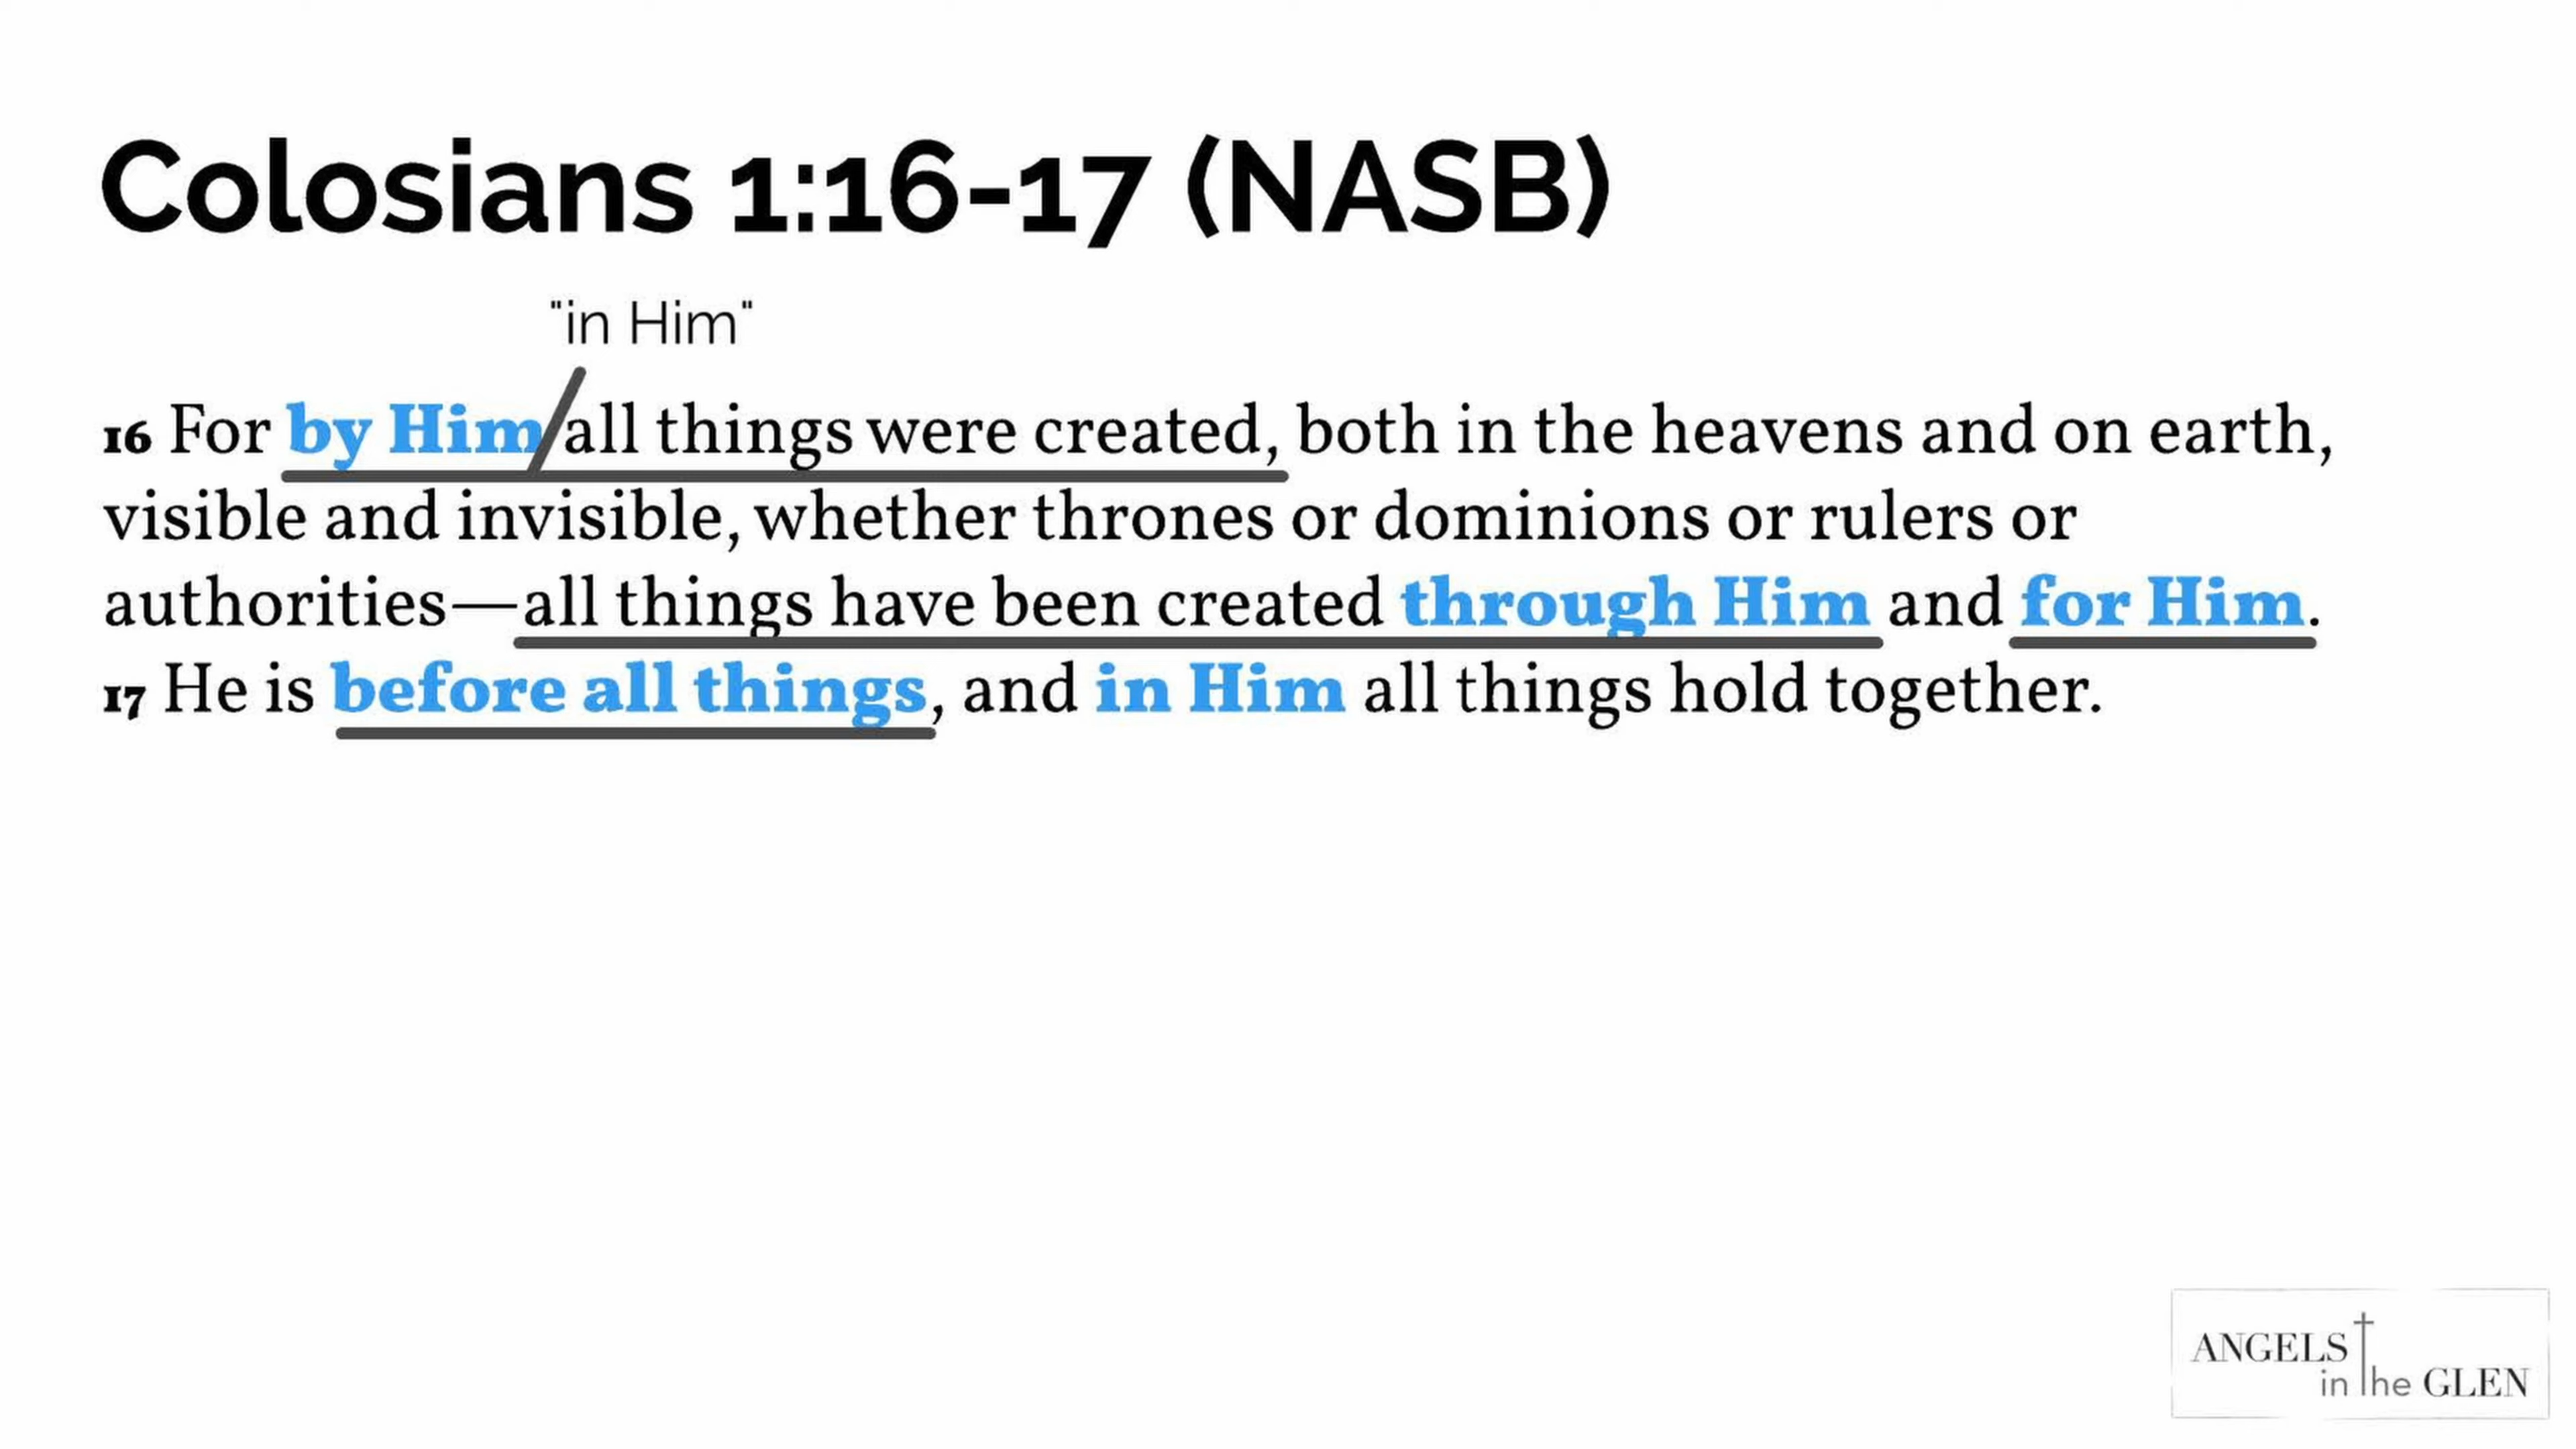 Colosians 1:16-17 (NASB)
"in Him"
16 For by Him/all things were created, both in the heavens and on earth,
visible and invisible, whether thrones or dominions or rulers or
authorities—all things have been created through Him and for Him.
17 He is before all things, and in Him all things hold together.
ANGELS
in the GLEN